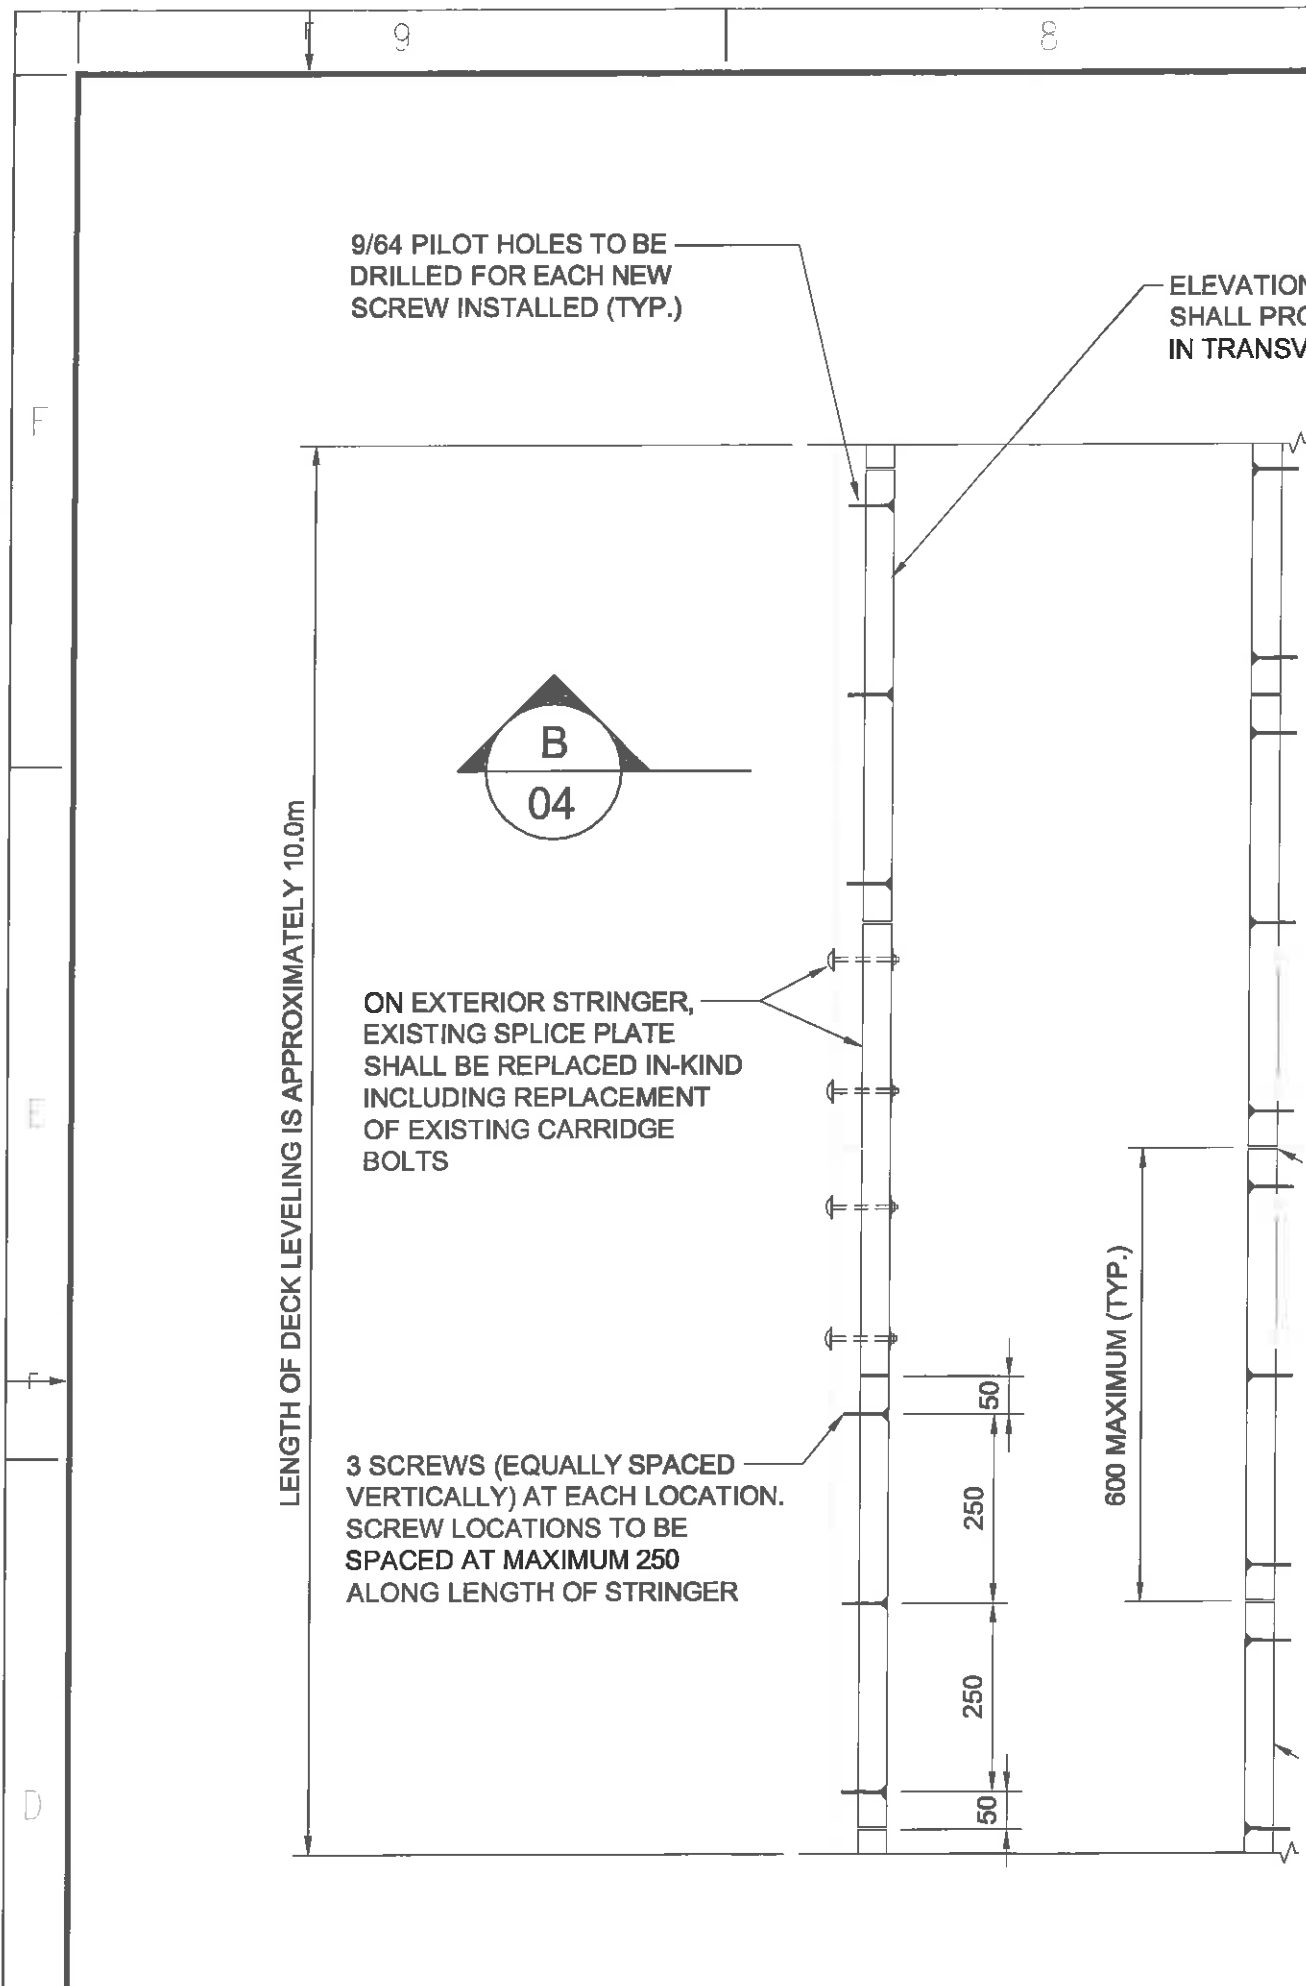 9
8
9/64 PILOT HOLES TO BE
DRILLED FOR EACH NEW
SCREW INSTALLED (TYP.)
ELEVATION
SHALL PRO
IN TRANSV
F
B
04
LENGTH OF DECK LEVELING IS APPROXIMATELY 10.0m
ON EXTERIOR STRINGER,
EXISTING SPLICE PLATE
SHALL BE REPLACED IN-KIND
INCLUDING REPLACEMENT
OF EXISTING CARRIDGE
BOLTS
E
600 MAXIMUM (TYP.)
50
3 SCREWS (EQUALLY SPACED
VERTICALLY) AT EACH LOCATION.
SCREW LOCATIONS TO BE
SPACED AT MAXIMUM 250
ALONG LENGTH OF STRINGER
250
250
50
D